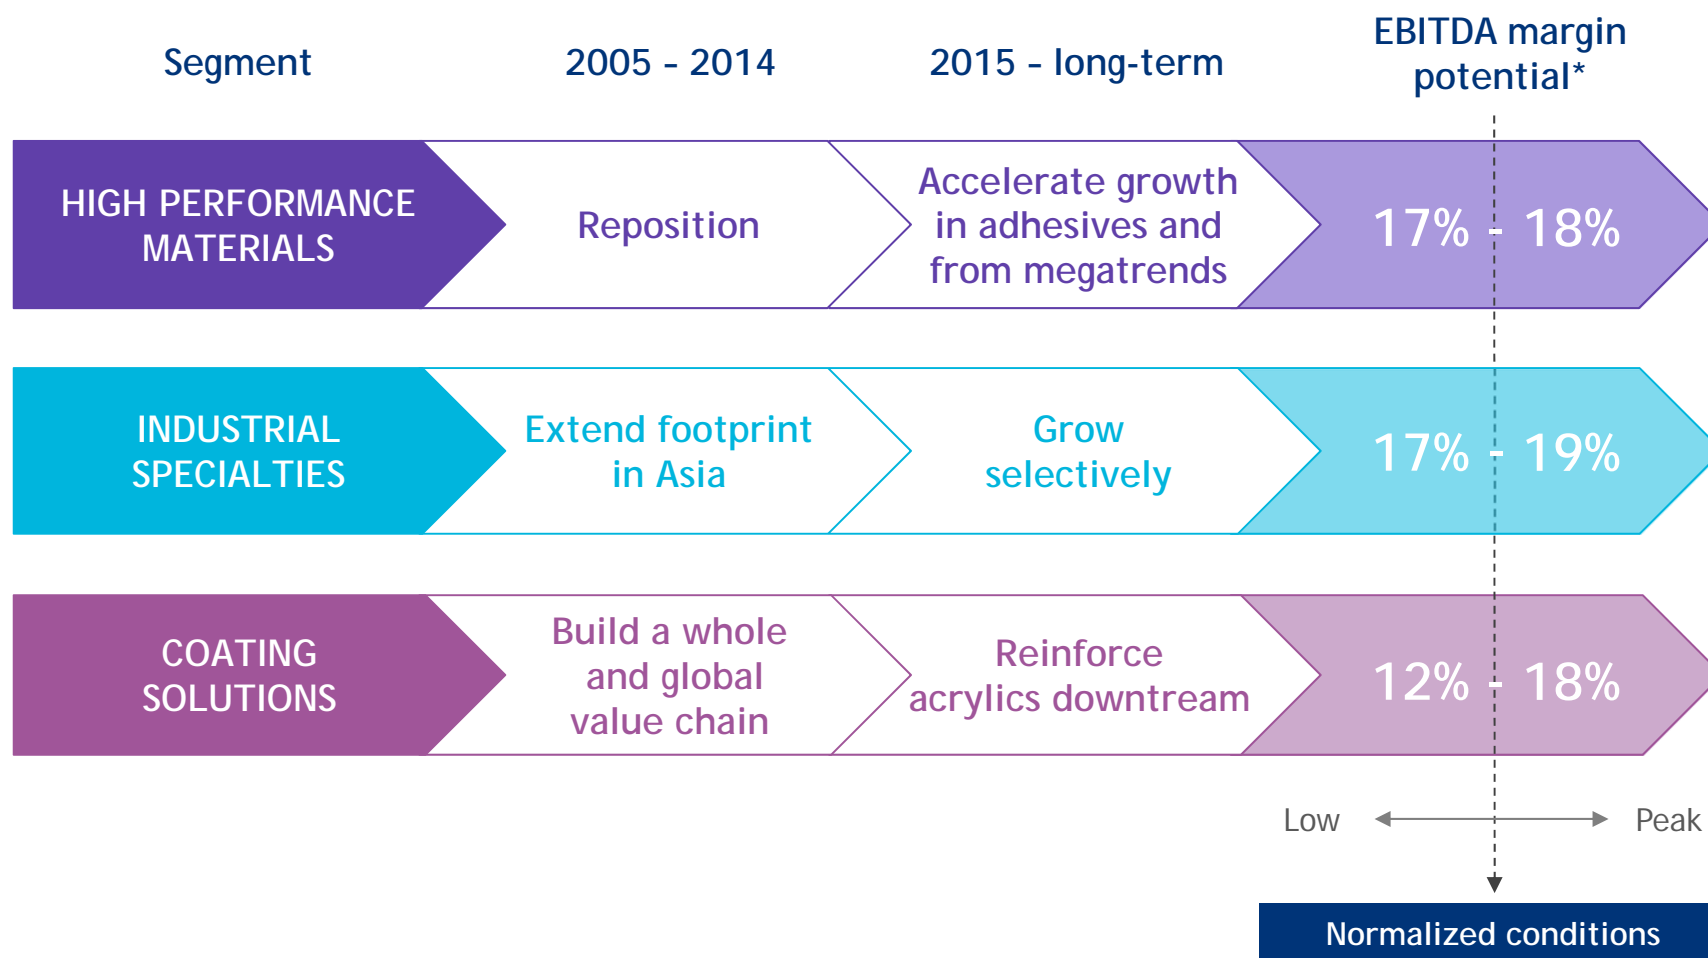 Segment
2005 – 2014
2015 – long-term
EBITDA margin
potential*
HIGH PERFORMANCE
MATERIALS
Reposition
Accelerate growth
in adhesives and
from megatrends
17% - 18%
INDUSTRIAL
SPECIALTIES
Extend footprint
in Asia
Grow
selectively
17% - 19%
COATING
SOLUTIONS
Build a whole
and global
value chain
Reinforce
acrylics downtream
12% - 18%
Low
Peak
Normalized conditions